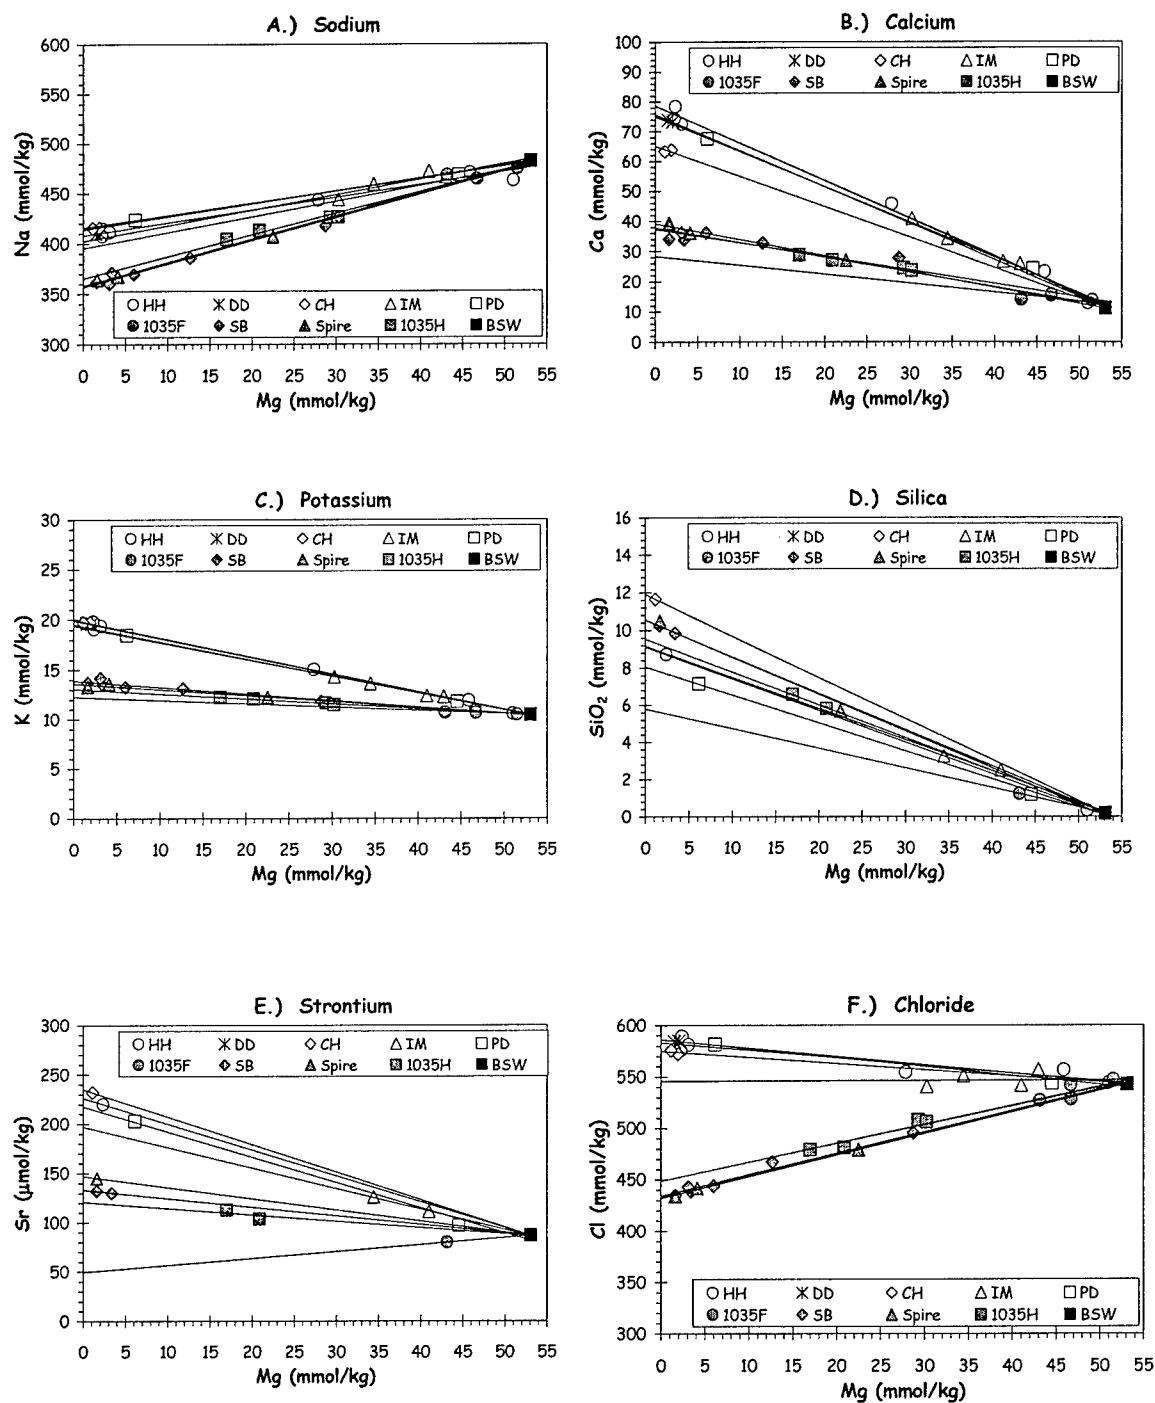 A.) Sodium
600
550
500
450
400
350
300
Na (mmol/kg)
HH DD CH IM PD
1035F SB Spire 1035H BSW
0 5 10 15 20 25 30 35 40 45 50 55
Mg (mmol/kg)
B.) Calcium
100
90
80
70
60
50
40
30
20
10
0
Ca (mmol/kg)
HH DD CH IM PD
1035F SB Spire 1035H BSW
0 5 10 15 20 25 30 35 40 45 50 55
Mg (mmol/kg)
C.) Potassium
30
25
20
15
10
5
0
K (mmol/kg)
HH DD CH IM PD
1035F SB Spire 1035H BSW
0 5 10 15 20 25 30 35 40 45 50 55
Mg (mmol/kg)
D.) Silica
16
14
12
10
8
6
4
2
0
SiO₂ (mmol/kg)
HH DD CH IM PD
1035F SB Spire 1035H BSW
0 5 10 15 20 25 30 35 40 45 50 55
Mg (mmol/kg)
E.) Strontium
300
250
200
150
100
50
0
Sr (μmol/kg)
HH DD CH IM PD
1035F SB Spire 1035H BSW
0 5 10 15 20 25 30 35 40 45 50 55
Mg (mmol/kg)
F.) Chloride
600
550
500
450
400
350
300
Cl (mmol/kg)
HH DD CH IM PD
1035F SB Spire 1035H BSW
0 5 10 15 20 25 30 35 40 45 50 55
Mg (mmol/kg)